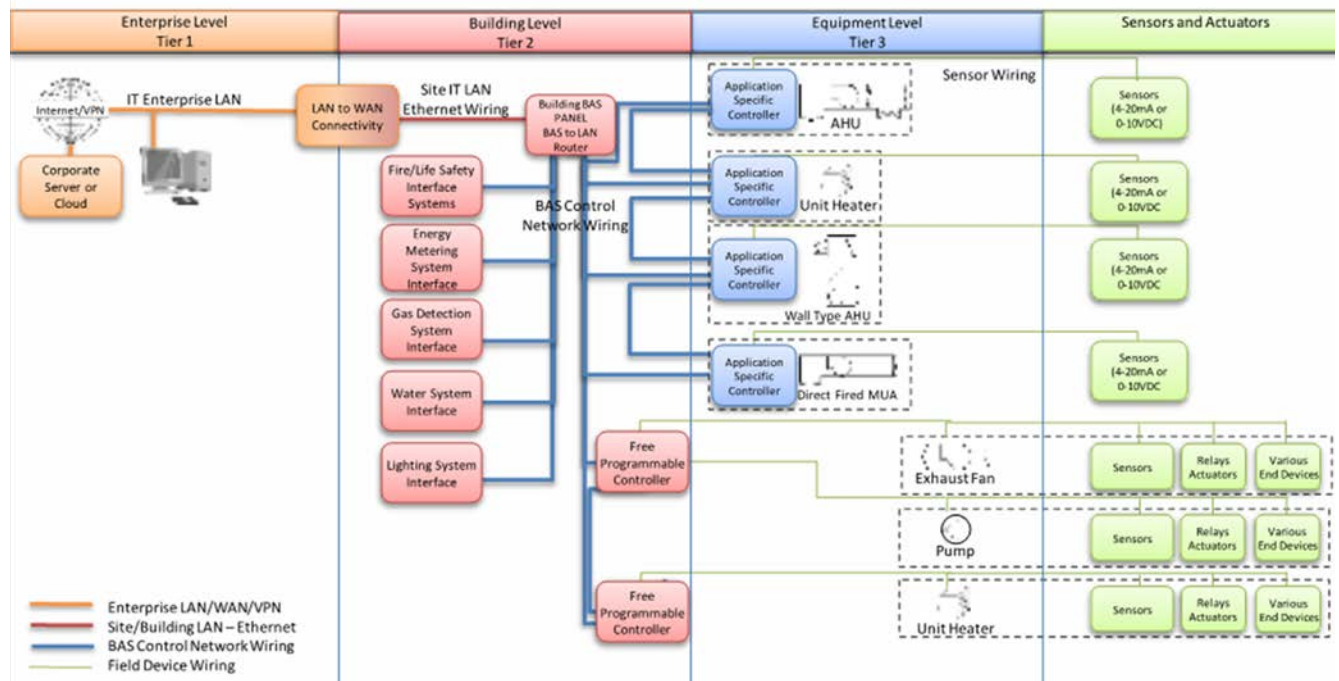 Enterprise Level
Tier 1
Building Level
Tier 2
Equipment Level
Tier 3
Sensors and Actuators
Internet/VPN
IT Enterprise LAN
Corporate
Server or
Cloud
LAN to WAN
Connectivity
Site IT LAN
Ethernet Wiring
Building BAS
PANEL
BAS to LAN
Router
Fire/Life Safety
Interface
Systems
Energy
Metering
System
Interface
Gas Detection
System
Interface
Water System
Interface
Lighting System
Interface
BAS Control
Network Wiring
Application
Specific
Controller
AHU
Sensor Wiring
Sensors
(4-20mA or
0-10VDC)
Application
Specific
Controller
Unit Heater
Sensors
(4-20mA or
0-10VDC
Application
Specific
Controller
Wall Type AHU
Sensors
(4-20mA or
0-10VDC
Application
Specific
Controller
Direct Fired MUA
Sensors
(4-20mA or
0-10VDC
Free
Programmable
Controller
Exhaust Fan
Sensors
Relays
Actuators
Various
End Devices
Pump
Sensors
Relays
Actuators
Various
End Devices
Free
Programmable
Controller
Unit Heater
Sensors
Relays
Actuators
Various
End Devices
Enterprise LAN/WAN/VPN
Site/Building LAN – Ethernet
BAS Control Network Wiring
Field Device Wiring